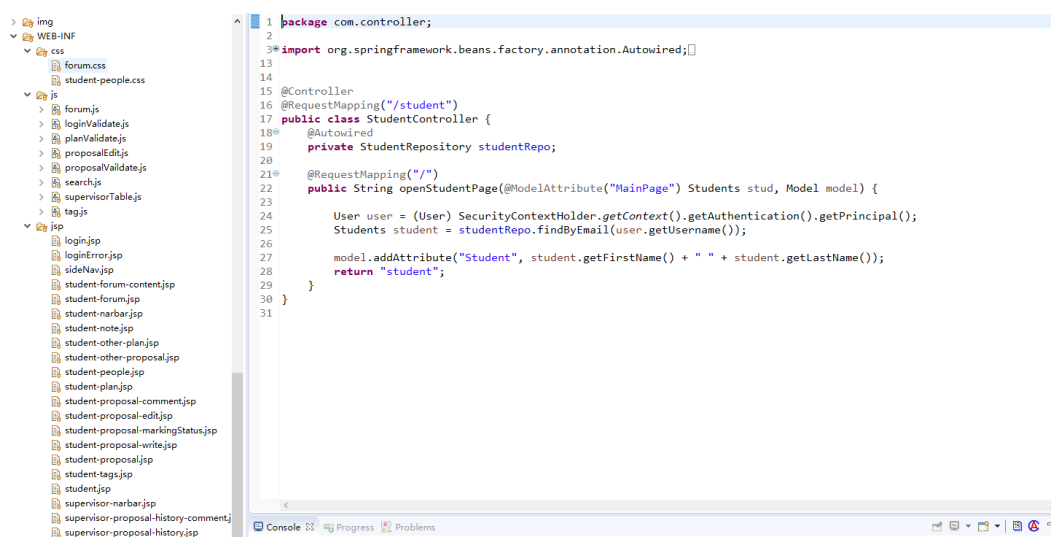 img
WEB-INF
css
forum.css
student-people.css
js
forum.js
loginValidate.js
planValidate.js
proposalEdit.js
proposalVaildate.js
search.js
supervisorTable.js
tag.js
jsp
login.jsp
loginError.jsp
sideNav.jsp
student-forum-content.jsp
student-forum.jsp
student-narbar.jsp
student-note.jsp
student-other-plan.jsp
student-other-proposal.jsp
student-people.jsp
student-plan.jsp
student-proposal-comment.jsp
student-proposal-edit.jsp
student-proposal-markingStatus.jsp
student-proposal-write.jsp
student-proposal.jsp
student-tags.jsp
student.jsp
supervisor-narbar.jsp
supervisor-proposal-history-comment.j
supervisor-proposal-history.jsp
1 package com.controller;
2
3 import org.springframework.beans.factory.annotation.Autowired;
13
14
15 @Controller
16 @RequestMapping("/student")
17 public class StudentController {
18 @Autowired
19 private StudentRepository studentRepo;
20
21 @RequestMapping("/")
22 public String openStudentPage(@ModelAttribute("MainPage") Students stud, Model model) {
23
24 User user = (User) SecurityContextHolder.getContext().getAuthentication().getPrincipal();
25 Students student = studentRepo.findByEmail(user.getUsername());
26
27 model.addAttribute("Student", student.getFirstName() + " " + student.getLastName());
28 return "student";
29 }
30 }
31
Console Progress Problems